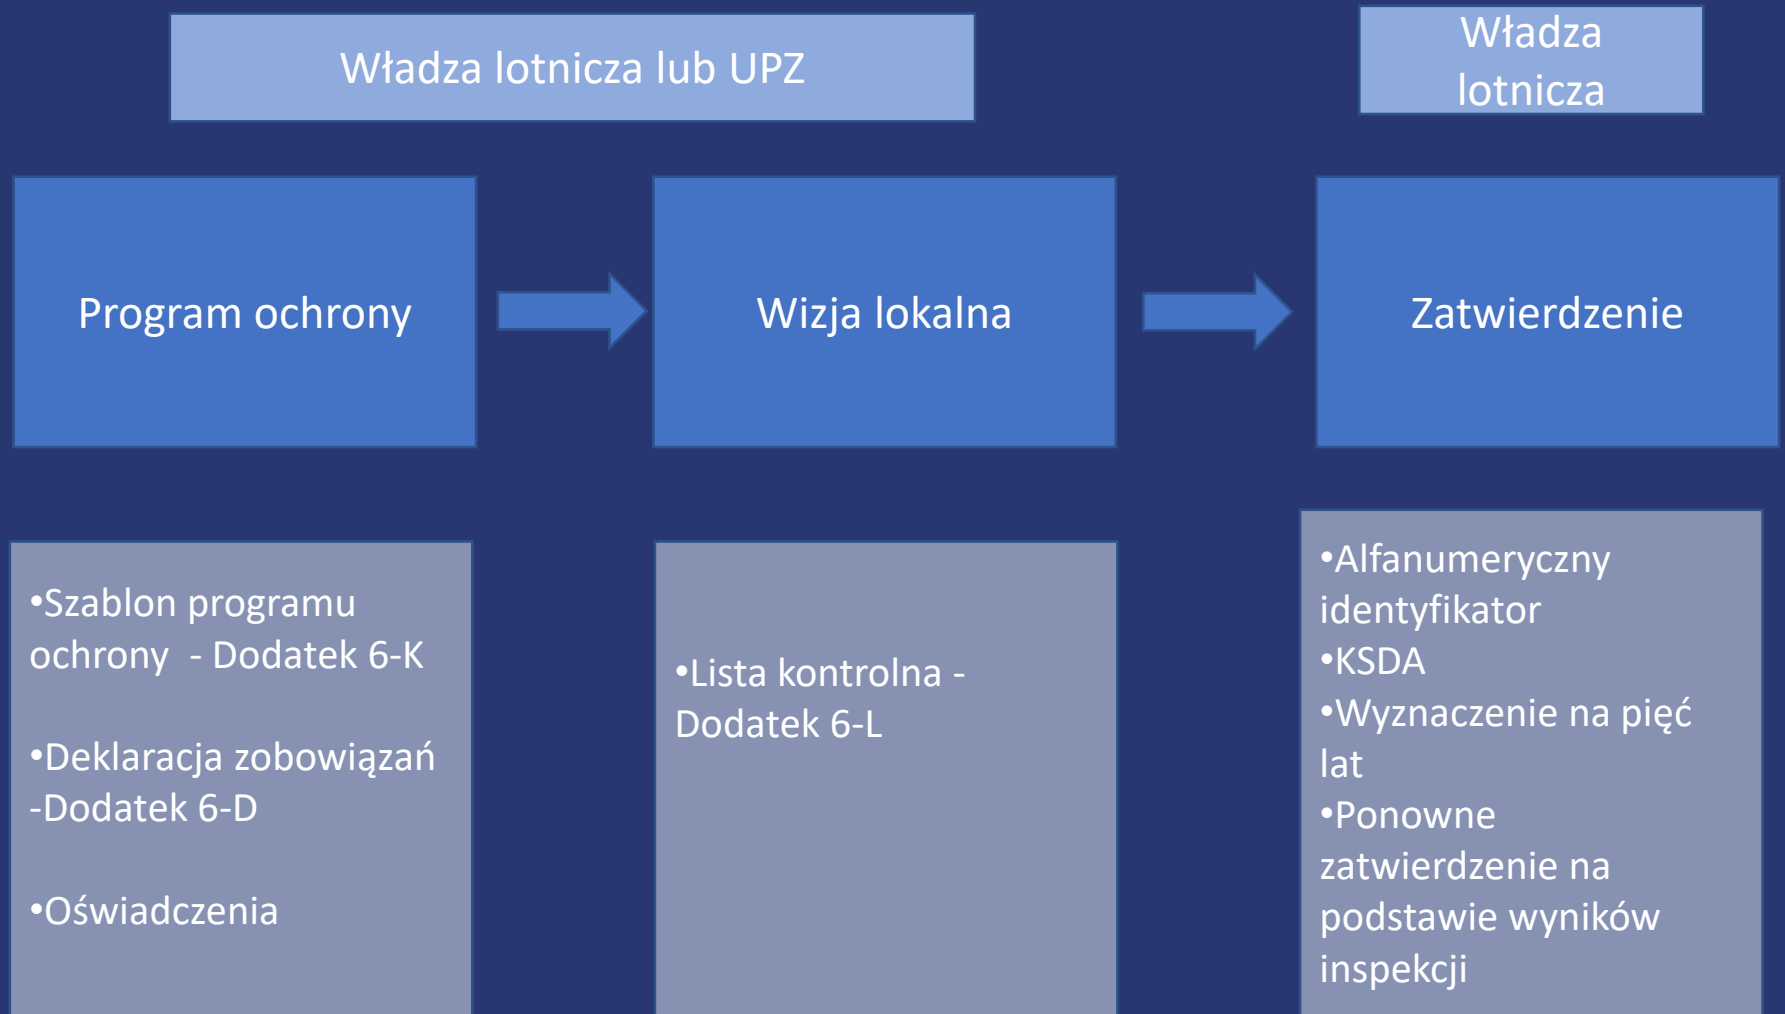 Władza lotnicza lub UPZ
Władza
lotnicza
Program ochrony
Wizja lokalna
Zatwierdzenie
•Szablon programu
ochrony - Dodatek 6-K
•Deklaracja zobowiązań
-Dodatek 6-D
•Oświadczenia
•Lista kontrolna -
Dodatek 6-L
•Alfanumeryczny
identyfikator
•KSDA
•Wyznaczenie na pięć
lat
•Ponowne
zatwierdzenie na
podstawie wyników
inspekcji